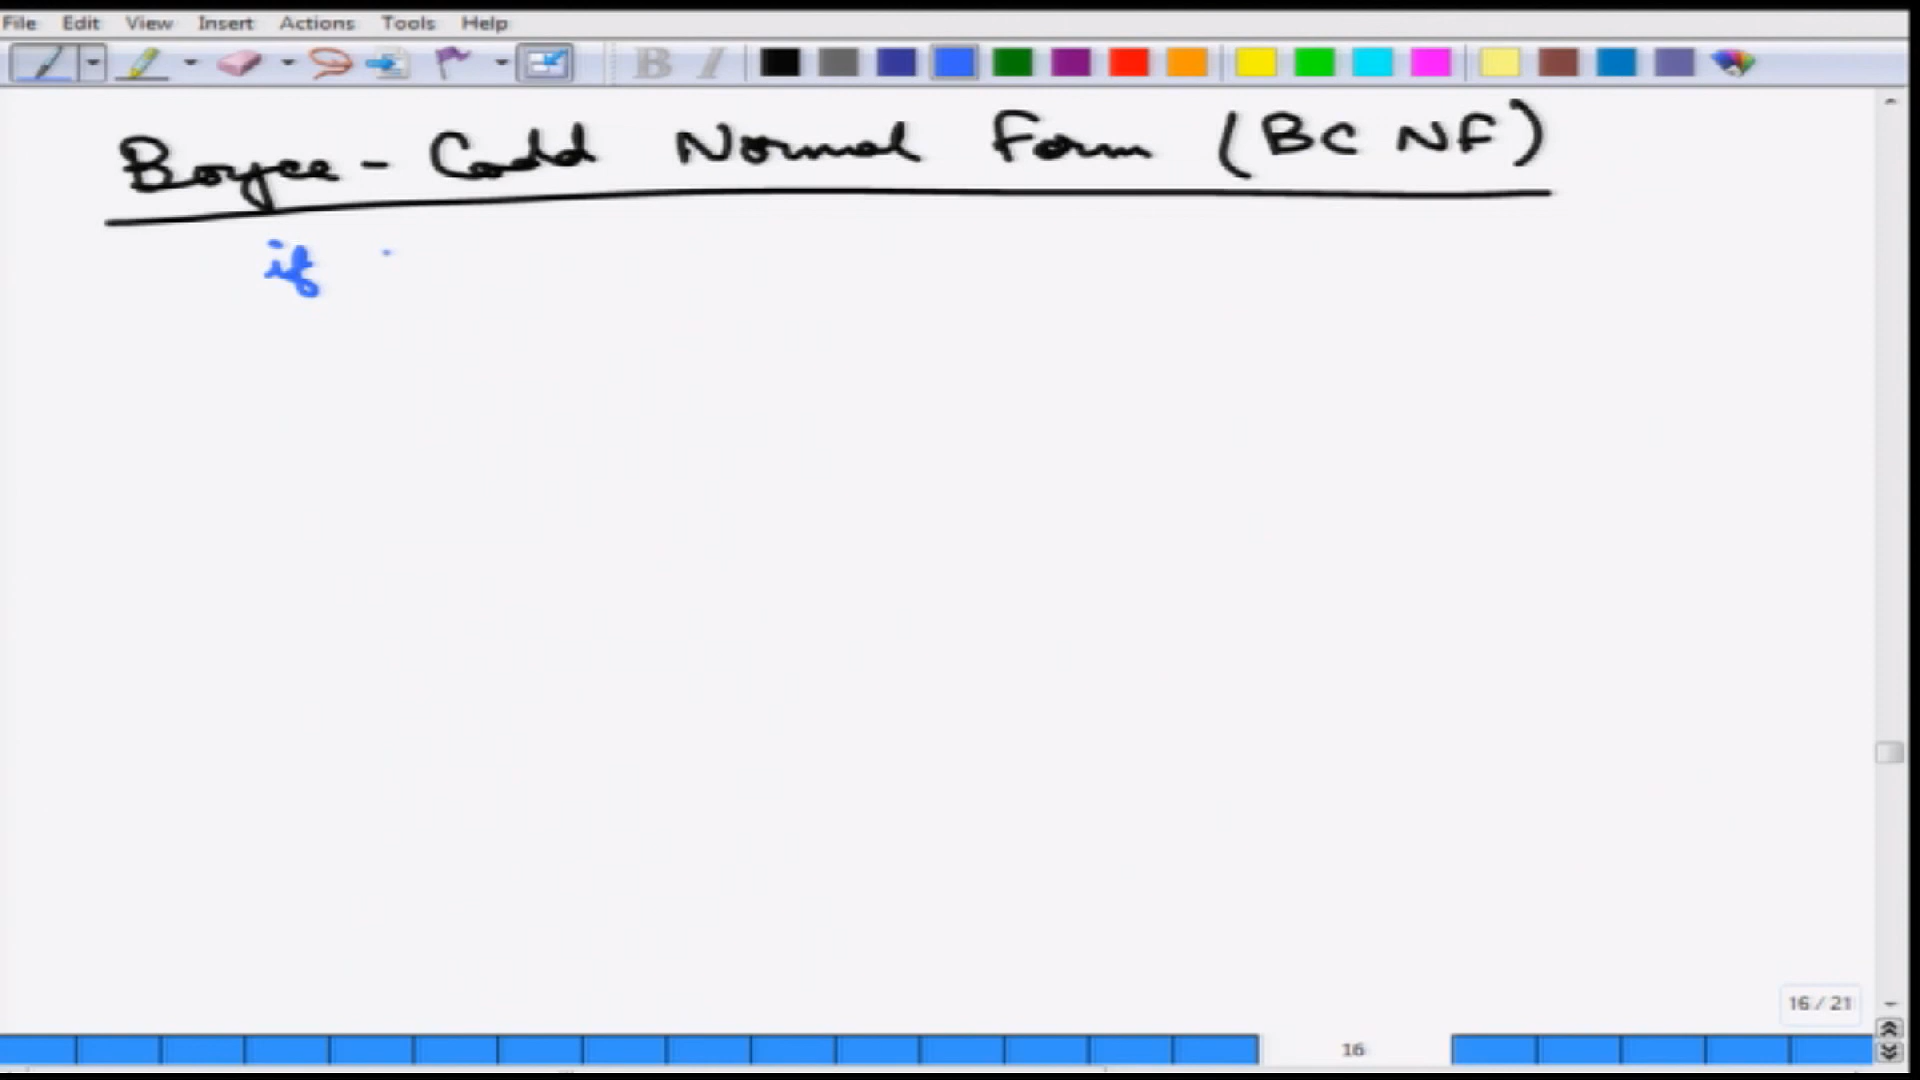 File Edit View Insert Actions Tools Help
B I
Boyce - Codd Normal Form (BCNF)
if
16 / 21
16